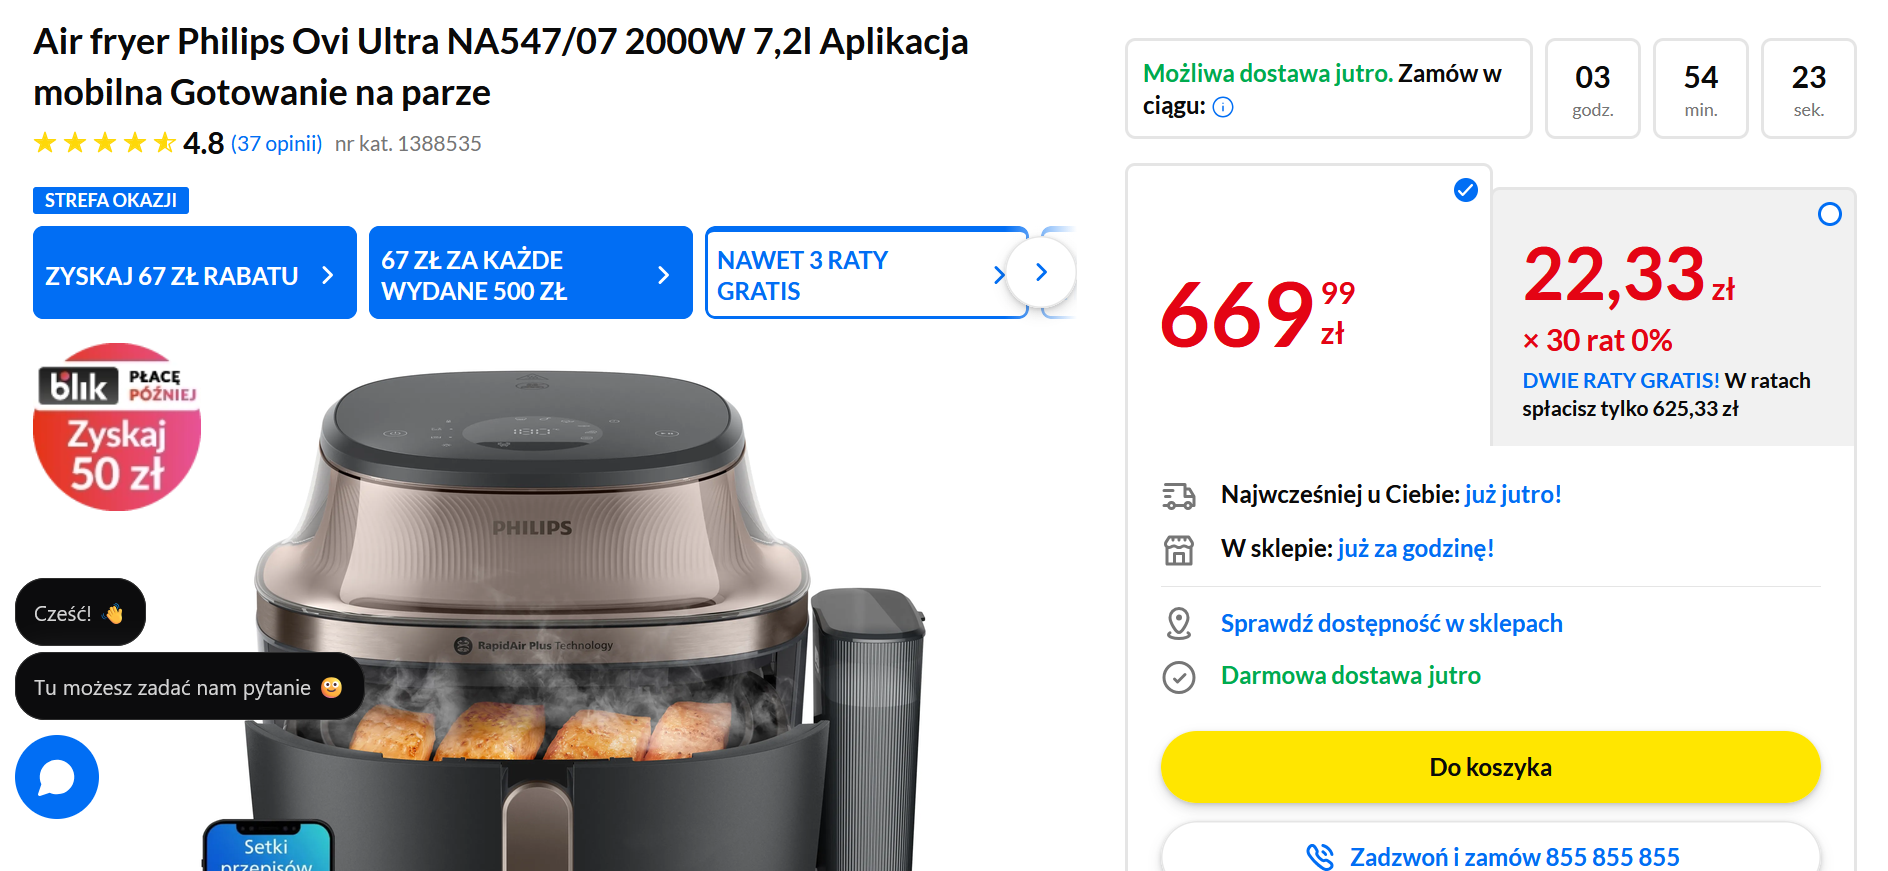 Air fryer Philips Ovi Ultra NA547/07 2000W 7,2l Aplikacja
mobilna Gotowanie na parze
4.8 (37 opinii) nr kat. 1388535
STREFA OKAZJI
ZYSKAJ 67 ZŁ RABATU
67 ZŁ ZA KAŻDE
WYDANE 500 ZŁ
NAWET 3 RATY
GRATIS
blik PŁACĘ
PÓŹNIEJ
Zyskaj
50 zł
180
PHILIPS
RapidAir Plus Technology
Cześć! 👋
Tu możesz zadać nam pytanie 🙂
Setki
przepisów
Możliwa dostawa jutro. Zamów w
ciągu:
03
godz.
54
min.
23
sek.
669 99
zł
22,33 zł
× 30 rat 0%
DWIE RATY GRATIS! W ratach
spłacisz tylko 625,33 zł
Najwcześniej u Ciebie: już jutro!
W sklepie: już za godzinę!
Sprawdź dostępność w sklepach
Darmowa dostawa jutro
Do koszyka
Zadzwoń i zamów 855 855 855